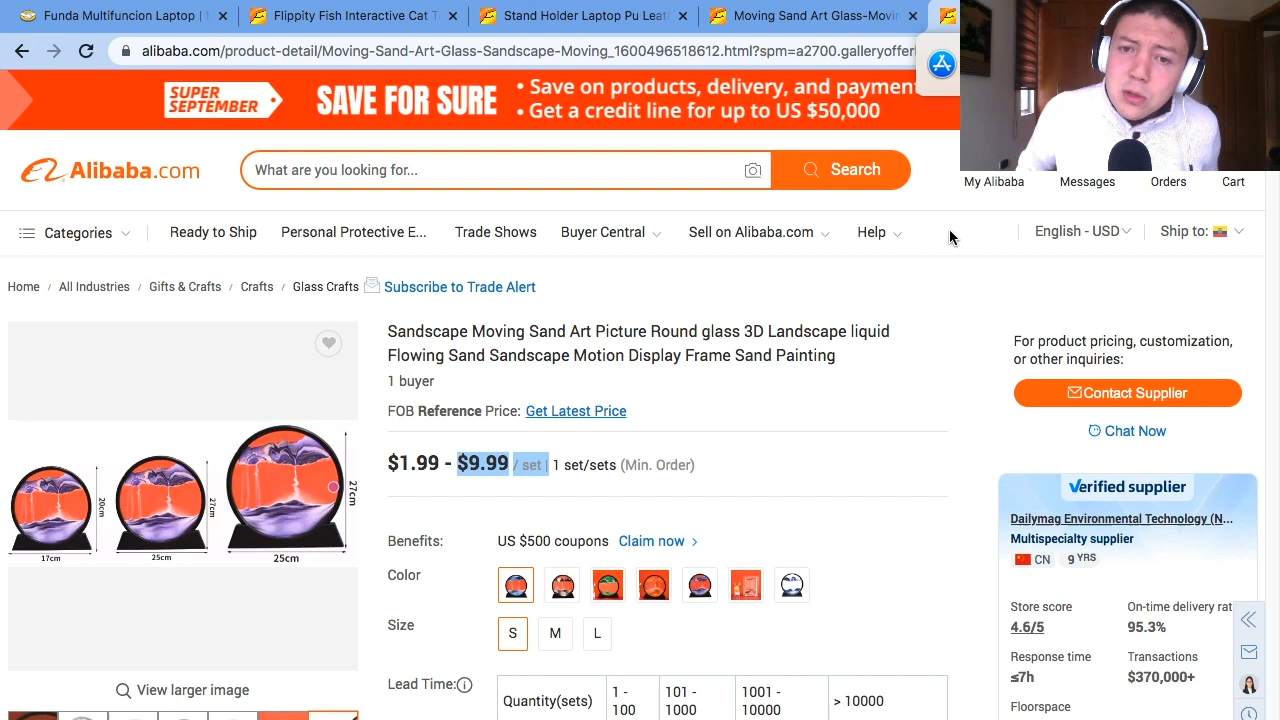 Funda Multifuncion Laptop |
Flippity Fish Interactive Cat T
Stand Holder Laptop Pu Leat
Moving Sand Art Glass-Movin
alibaba.com/product-detail/Moving-Sand-Art-Glass-Sandscape-Moving_1600496518612.html?spm=a2700.galleryoffer
SUPER
SEPTEMBER
SAVE FOR SURE
• Save on products, delivery, and payment
• Get a credit line for up to US $50,000
Alibaba.com
What are you looking for...
Search
My Alibaba
Messages
Orders
Cart
Categories
Ready to Ship
Personal Protective E...
Trade Shows
Buyer Central
Sell on Alibaba.com
Help
English - USD
Ship to:
Home / All Industries / Gifts & Crafts / Crafts / Glass Crafts
Subscribe to Trade Alert
Sandscape Moving Sand Art Picture Round glass 3D Landscape liquid
Flowing Sand Sandscape Motion Display Frame Sand Painting
1 buyer
FOB Reference Price: Get Latest Price
$1.99 - $9.99 / set | 1 set/sets (Min. Order)
Benefits:
US $500 coupons
Claim now >
Color
Size
S
M
L
Lead Time:
Quantity(sets)
1 -
100
101 -
1000
1001 -
10000
> 10000
20cm
17cm
27cm
25cm
27cm
25cm
View larger image
For product pricing, customization,
or other inquiries:
Contact Supplier
Chat Now
Verified supplier
Dailymag Environmental Technology (N...
Multispecialty supplier
CN
9 YRS
Store score
4.6/5
On-time delivery rat
95.3%
Response time
≤7h
Transactions
$370,000+
Floorspace